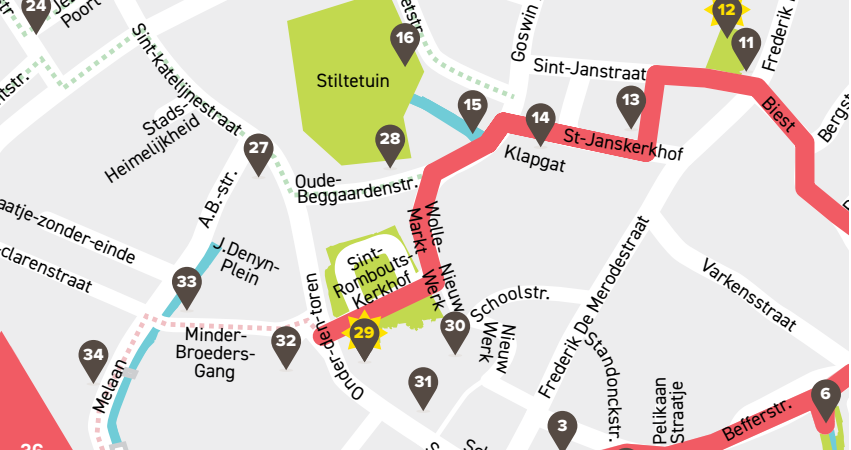 24
Poort
Sint-katelijnestraat
Stads-
Heimelijkheid
27
A.B.-str.
16
Stiltetuin
28
15
Goswin
Sint-Janstraat
12
11
Frederik
14
13
St-Janskerkhof
Klapgat
Biest
Oude-
Beggaardenstr.
Wolle-
Markt
Nieuw
Werk
Sint-
Rombouts-
Kerkhof
J.Denyn-
Plein
33
Minder-
Broeders-
Gang
34
Melaan
32
Onder-den-toren
29
30
31
Schoolstr.
Nieuw
Werk
Frederik De Merodestraat
Standonckstr.
Varkensstraat
Pelikaan
Straatje
Befferstr.
3
6